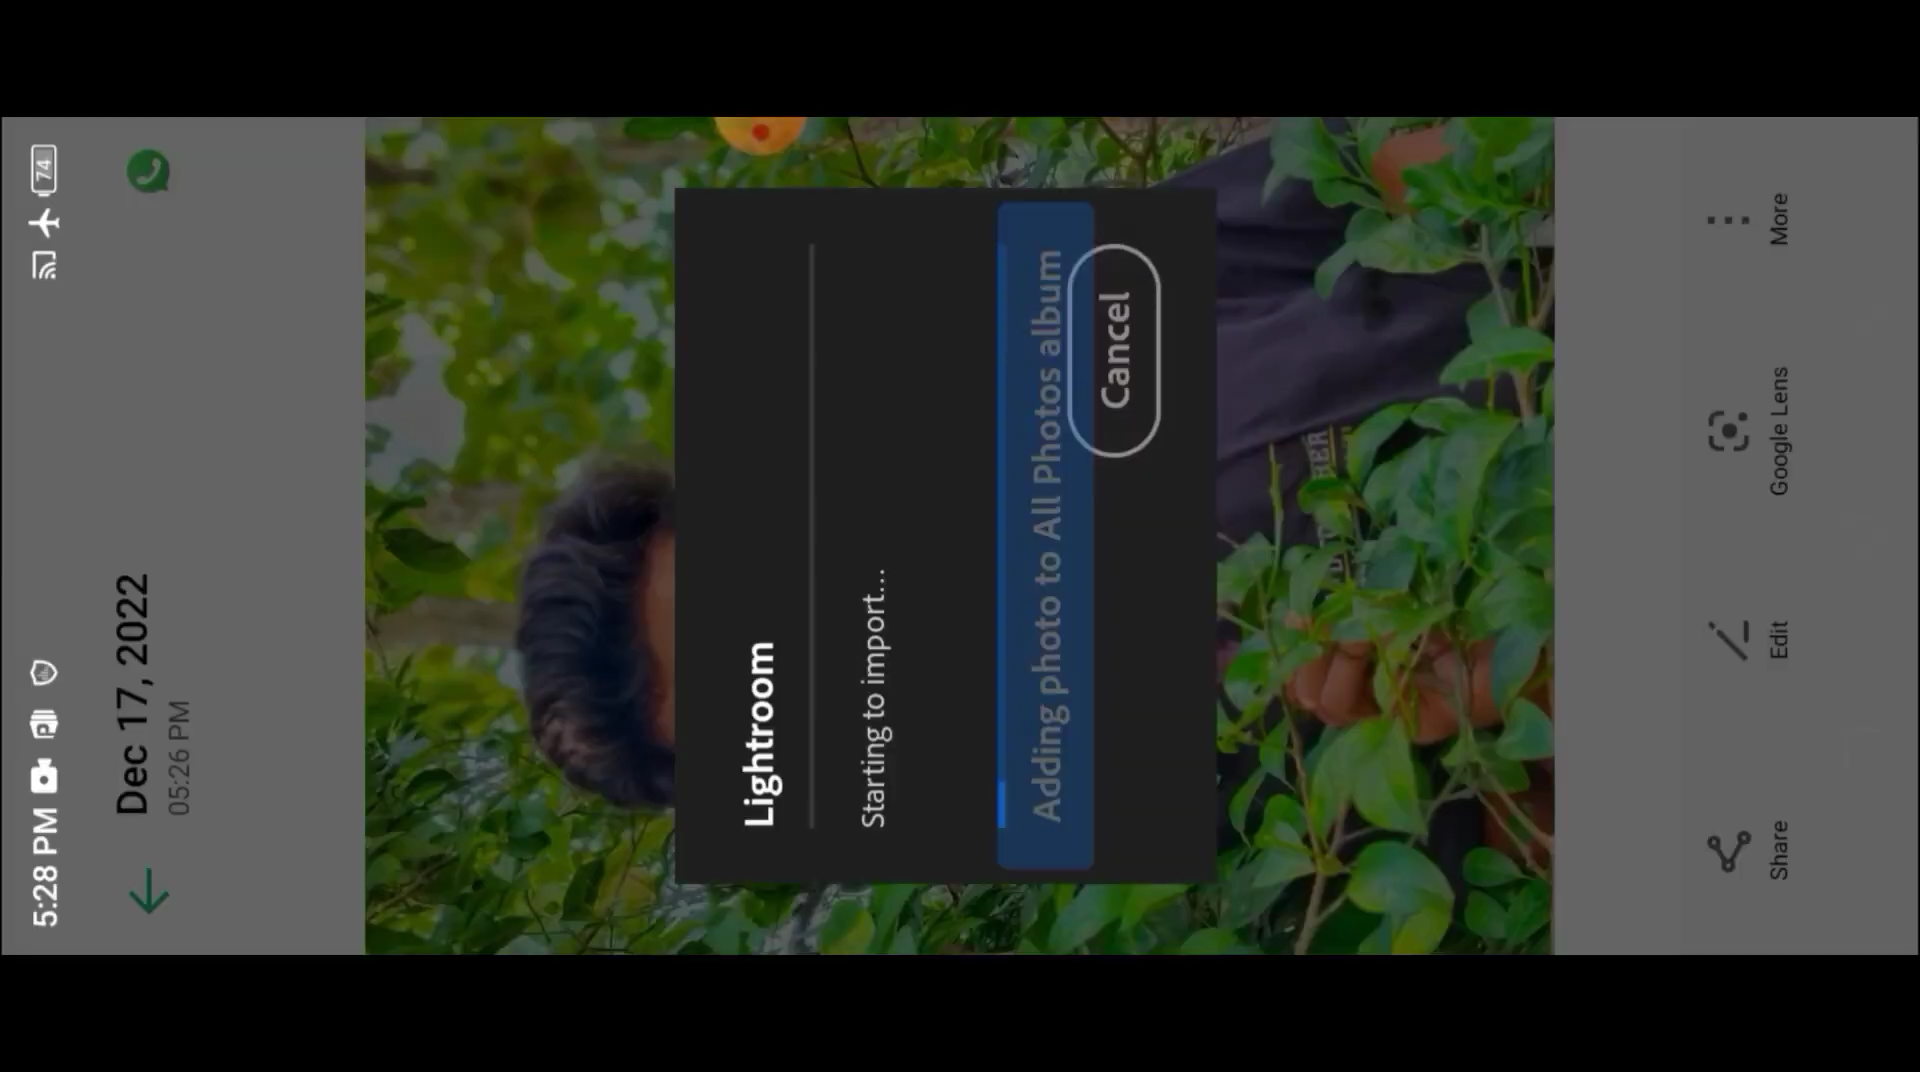 5:28 PM
74
Dec 17, 2022
05:26 PM
Lightroom
Starting to import...
Adding photo to All Photos album
Cancel
Share
Edit
Google Lens
More